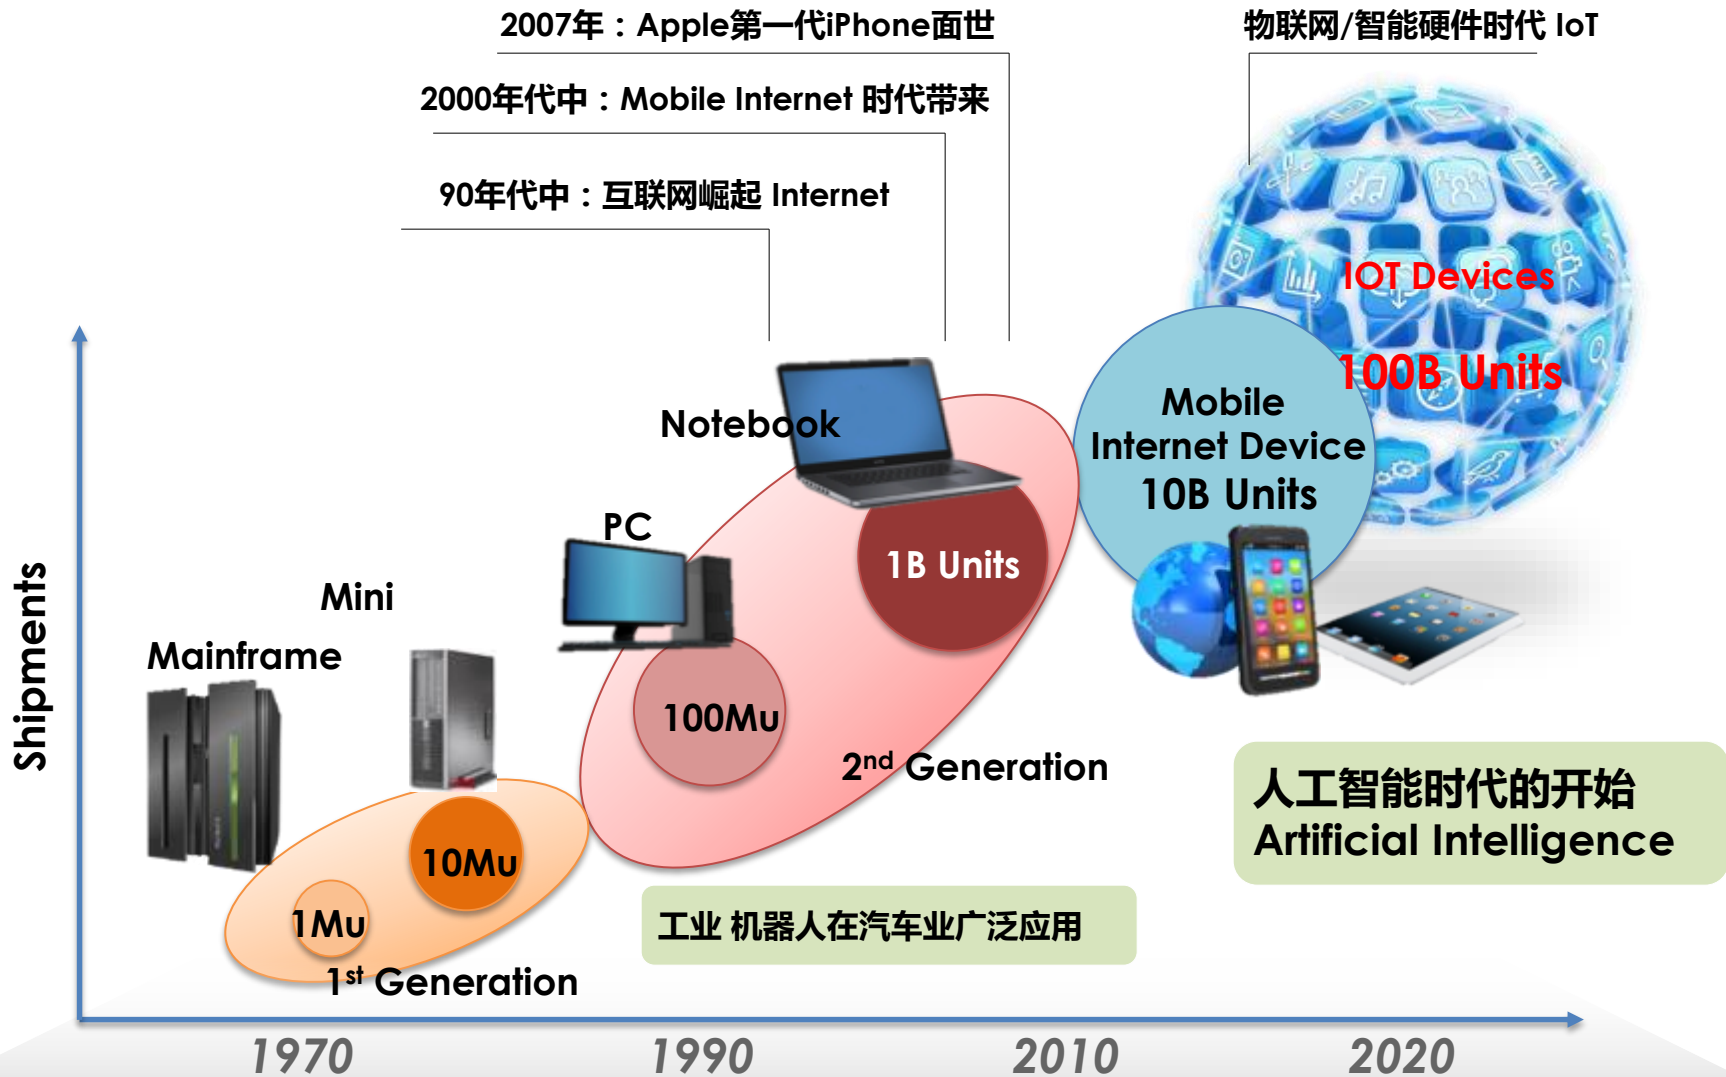 2007年：Apple第一代iPhone面世
物联网/智能硬件时代 IoT
2000年代中：Mobile Internet 时代带来
90年代中：互联网崛起 Internet
IOT Devices
100B Units
Mobile
Internet Device
10B Units
Notebook
PC
1B Units
Mini
Mainframe
Shipments
100Mu
2nd Generation
人工智能时代的开始
Artificial Intelligence
10Mu
1Mu
工业 机器人在汽车业广泛应用
1st Generation
1970
1990
2010
2020